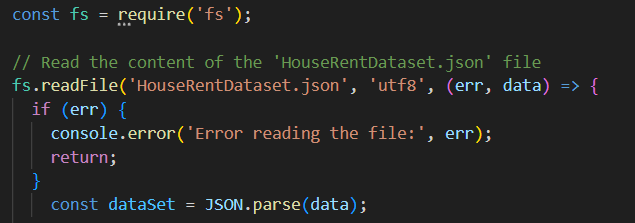 const fs = require('fs');
// Read the content of the 'HouseRentDataset.json' file
fs.readFile('HouseRentDataset.json', 'utf8', (err, data) => {
  if (err) {
    console.error('Error reading the file:', err);
    return;
  }
    const dataSet = JSON.parse(data);